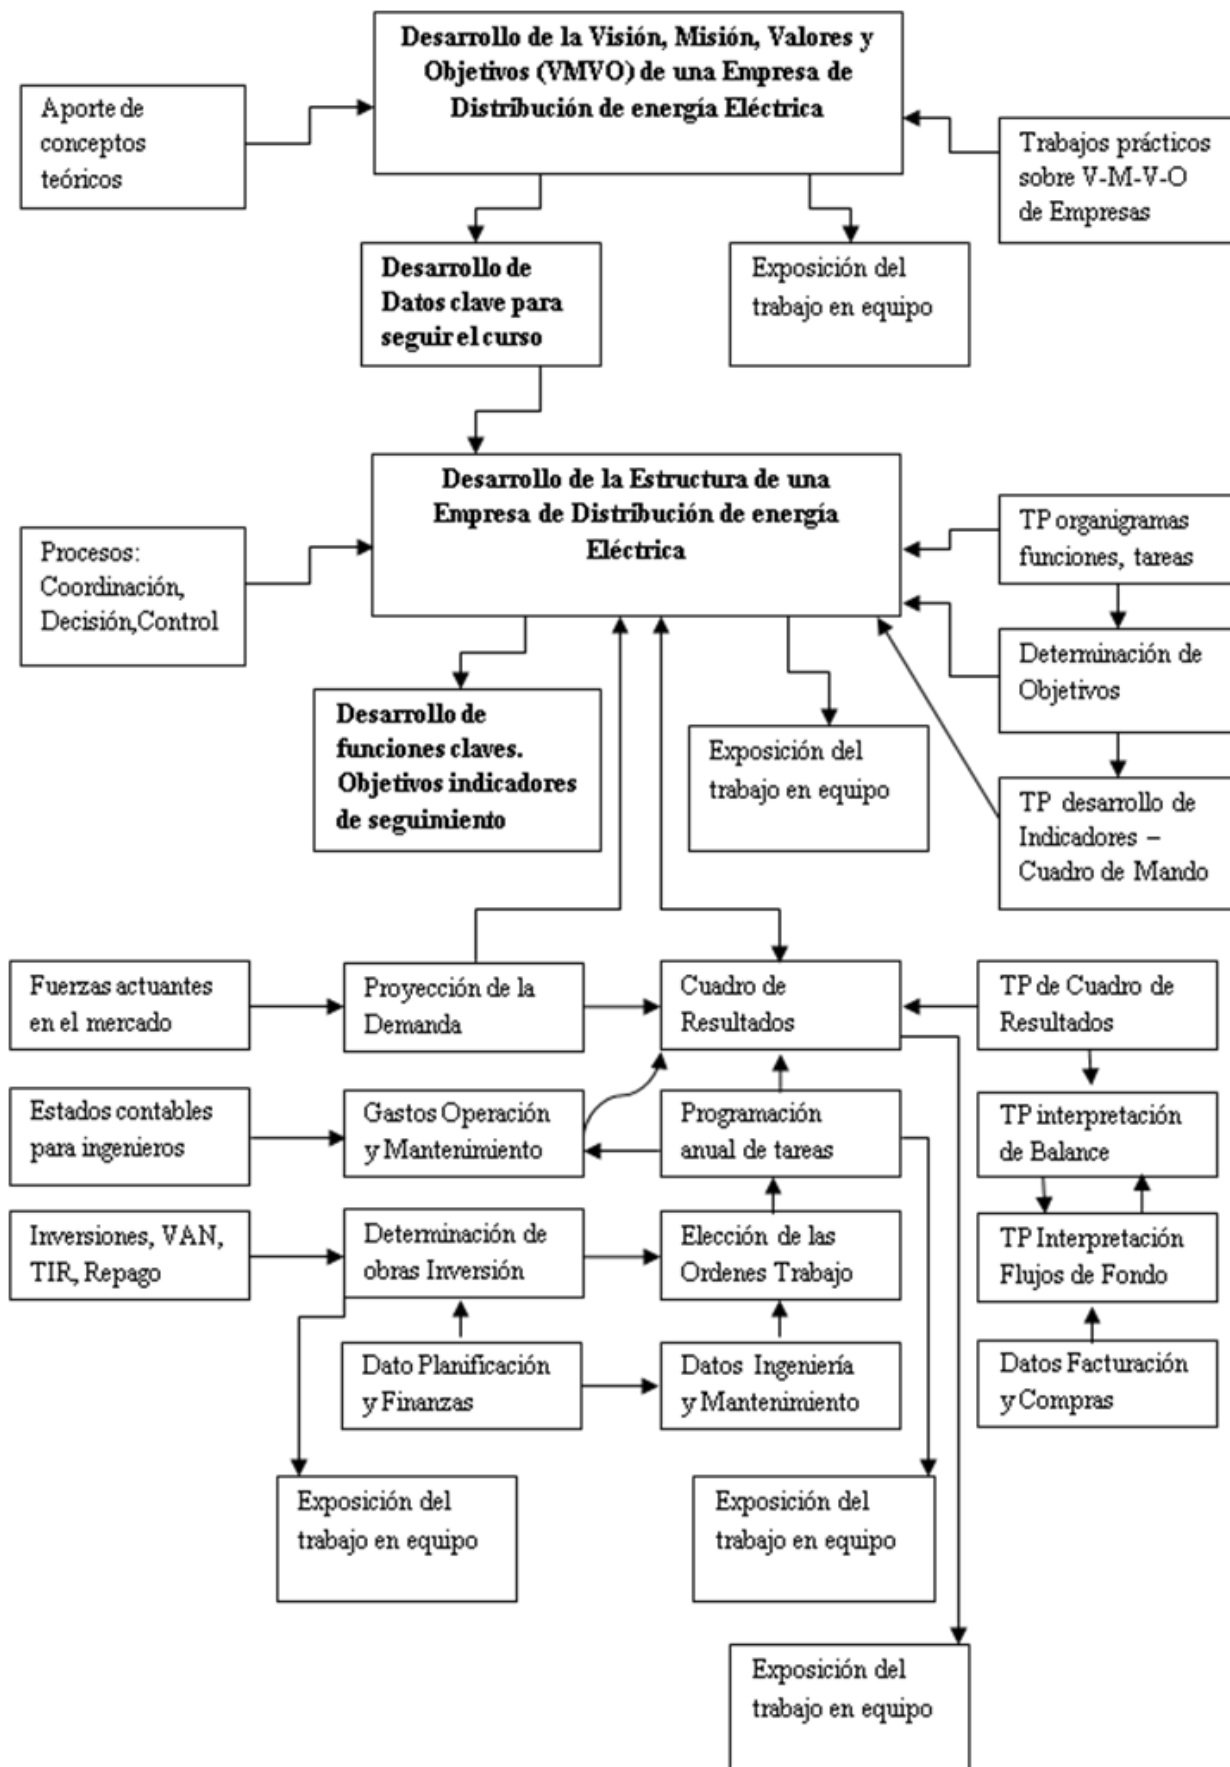 Desarrollo de la Visión, Misión, Valores y
Objetivos (VMVO) de una Empresa de
Distribución de energía Eléctrica
Aporte de
conceptos
teóricos
Trabajos prácticos
sobre V-M-V-O
de Empresas
Desarrollo de
Datos clave para
seguir el curso
Exposición del
trabajo en equipo
Desarrollo de la Estructura de una
Empresa de Distribución de energía
Eléctrica
Procesos:
Coordinación,
Decisión,Control
TP organigramas
funciones, tareas
Determinación de
Objetivos
Desarrollo de
funciones claves.
Objetivos indicadores
de seguimiento
Exposición del
trabajo en equipo
TP desarrollo de
Indicadores –
Cuadro de Mando
Fuerzas actuantes
en el mercado
Proyección de la
Demanda
Cuadro de
Resultados
TP de Cuadro de
Resultados
Estados contables
para ingenieros
Gastos Operación
y Mantenimiento
Programación
anual de tareas
TP interpretación
de Balance
Inversiones, VAN,
TIR, Repago
Determinación de
obras Inversión
Elección de las
Ordenes Trabajo
TP Interpretación
Flujos de Fondo
Dato Planificación
y Finanzas
Datos Ingeniería
y Mantenimiento
Datos Facturación
y Compras
Exposición del
trabajo en equipo
Exposición del
trabajo en equipo
Exposición del
trabajo en equipo